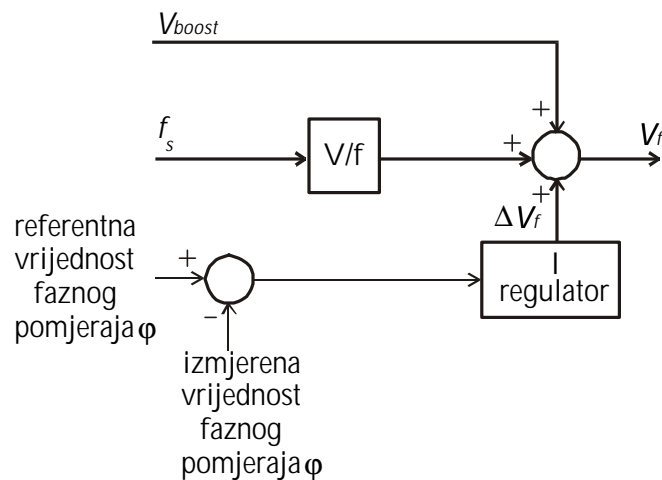 Vboost
+
fs
V/f
+
Vf
+
ΔVf
referentna
vrijednost
faznog
pomjeraja φ
+
I
regulator
−
izmjerena
vrijednost
faznog
pomjeraja φ